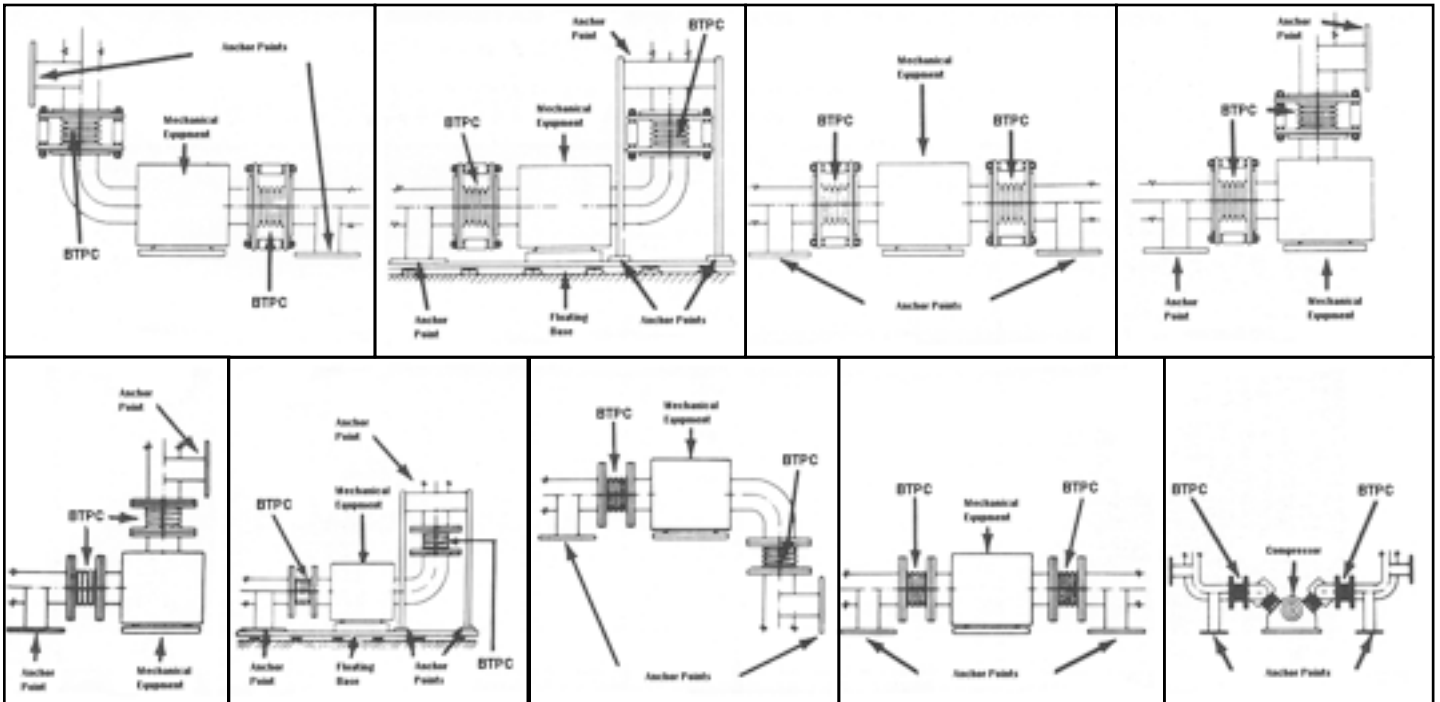 Anchor Points
Mechanical
Equipment
BTPC
BTPC
Anchor
Point
BTPC
BTPC
Mechanical
Equipment
Anchor
Point
Floating
Base
Anchor Points
Mechanical
Equipment
BTPC
BTPC
Anchor Points
Anchor
Point
BTPC
BTPC
Anchor
Point
Mechanical
Equipment
Anchor
Point
BTPC
Anchor
Point
Mechanical
Equipment
Anchor
Point
Mechanical
Equipment
BTPC
Anchor
Point
Floating
Base
Anchor
Points
BTPC
Mechanical
Equipment
BTPC
BTPC
Anchor Points
BTPC
Mechanical
Equipment
BTPC
Anchor Points
BTPC
BTPC
Compressor
Anchor Points